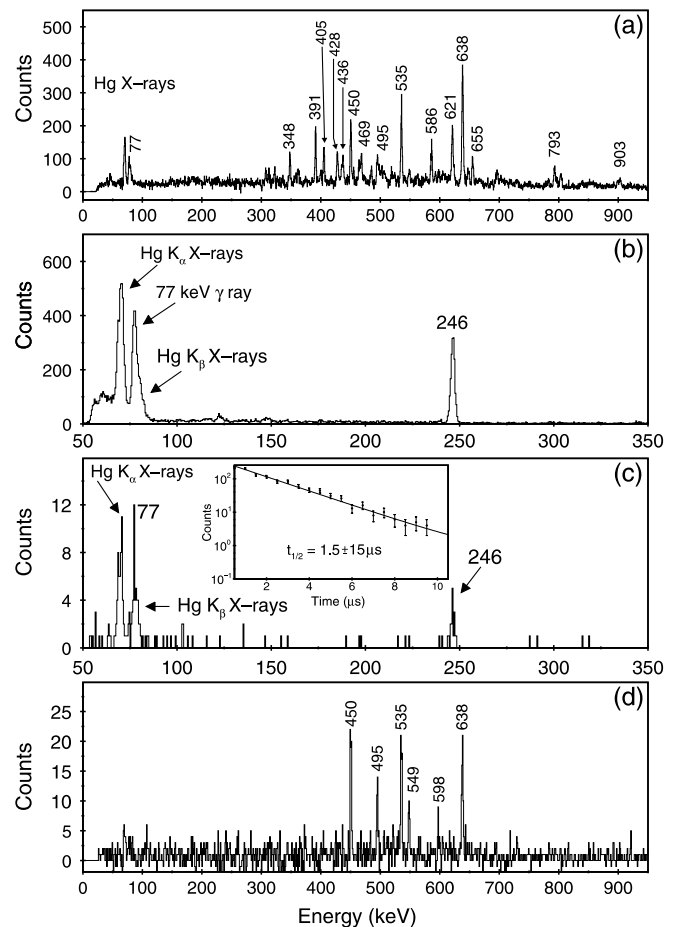 (a)
500
400
300
200
100
0
Counts
Hg X–rays
77
348
391
405
428
436
450
469
495
535
586
621
638
655
793
903
0 100 200 300 400 500 600 700 800 900
(b)
600
400
200
0
Counts
Hg Kα X–rays
77 keV γ ray
Hg Kβ X–rays
246
50 100 150 200 250 300 350
(c)
12
8
4
0
Counts
Hg Kα X–rays
77
Hg Kβ X–rays
246
10²
10¹
10⁰
10⁻¹
Counts
t1/2 = 1.5±15μs
2 4 6 8 10
Time (μs)
50 100 150 200 250 300 350
(d)
25
20
15
10
5
0
Counts
450
495
535
549
598
638
0 100 200 300 400 500 600 700 800 900
Energy (keV)